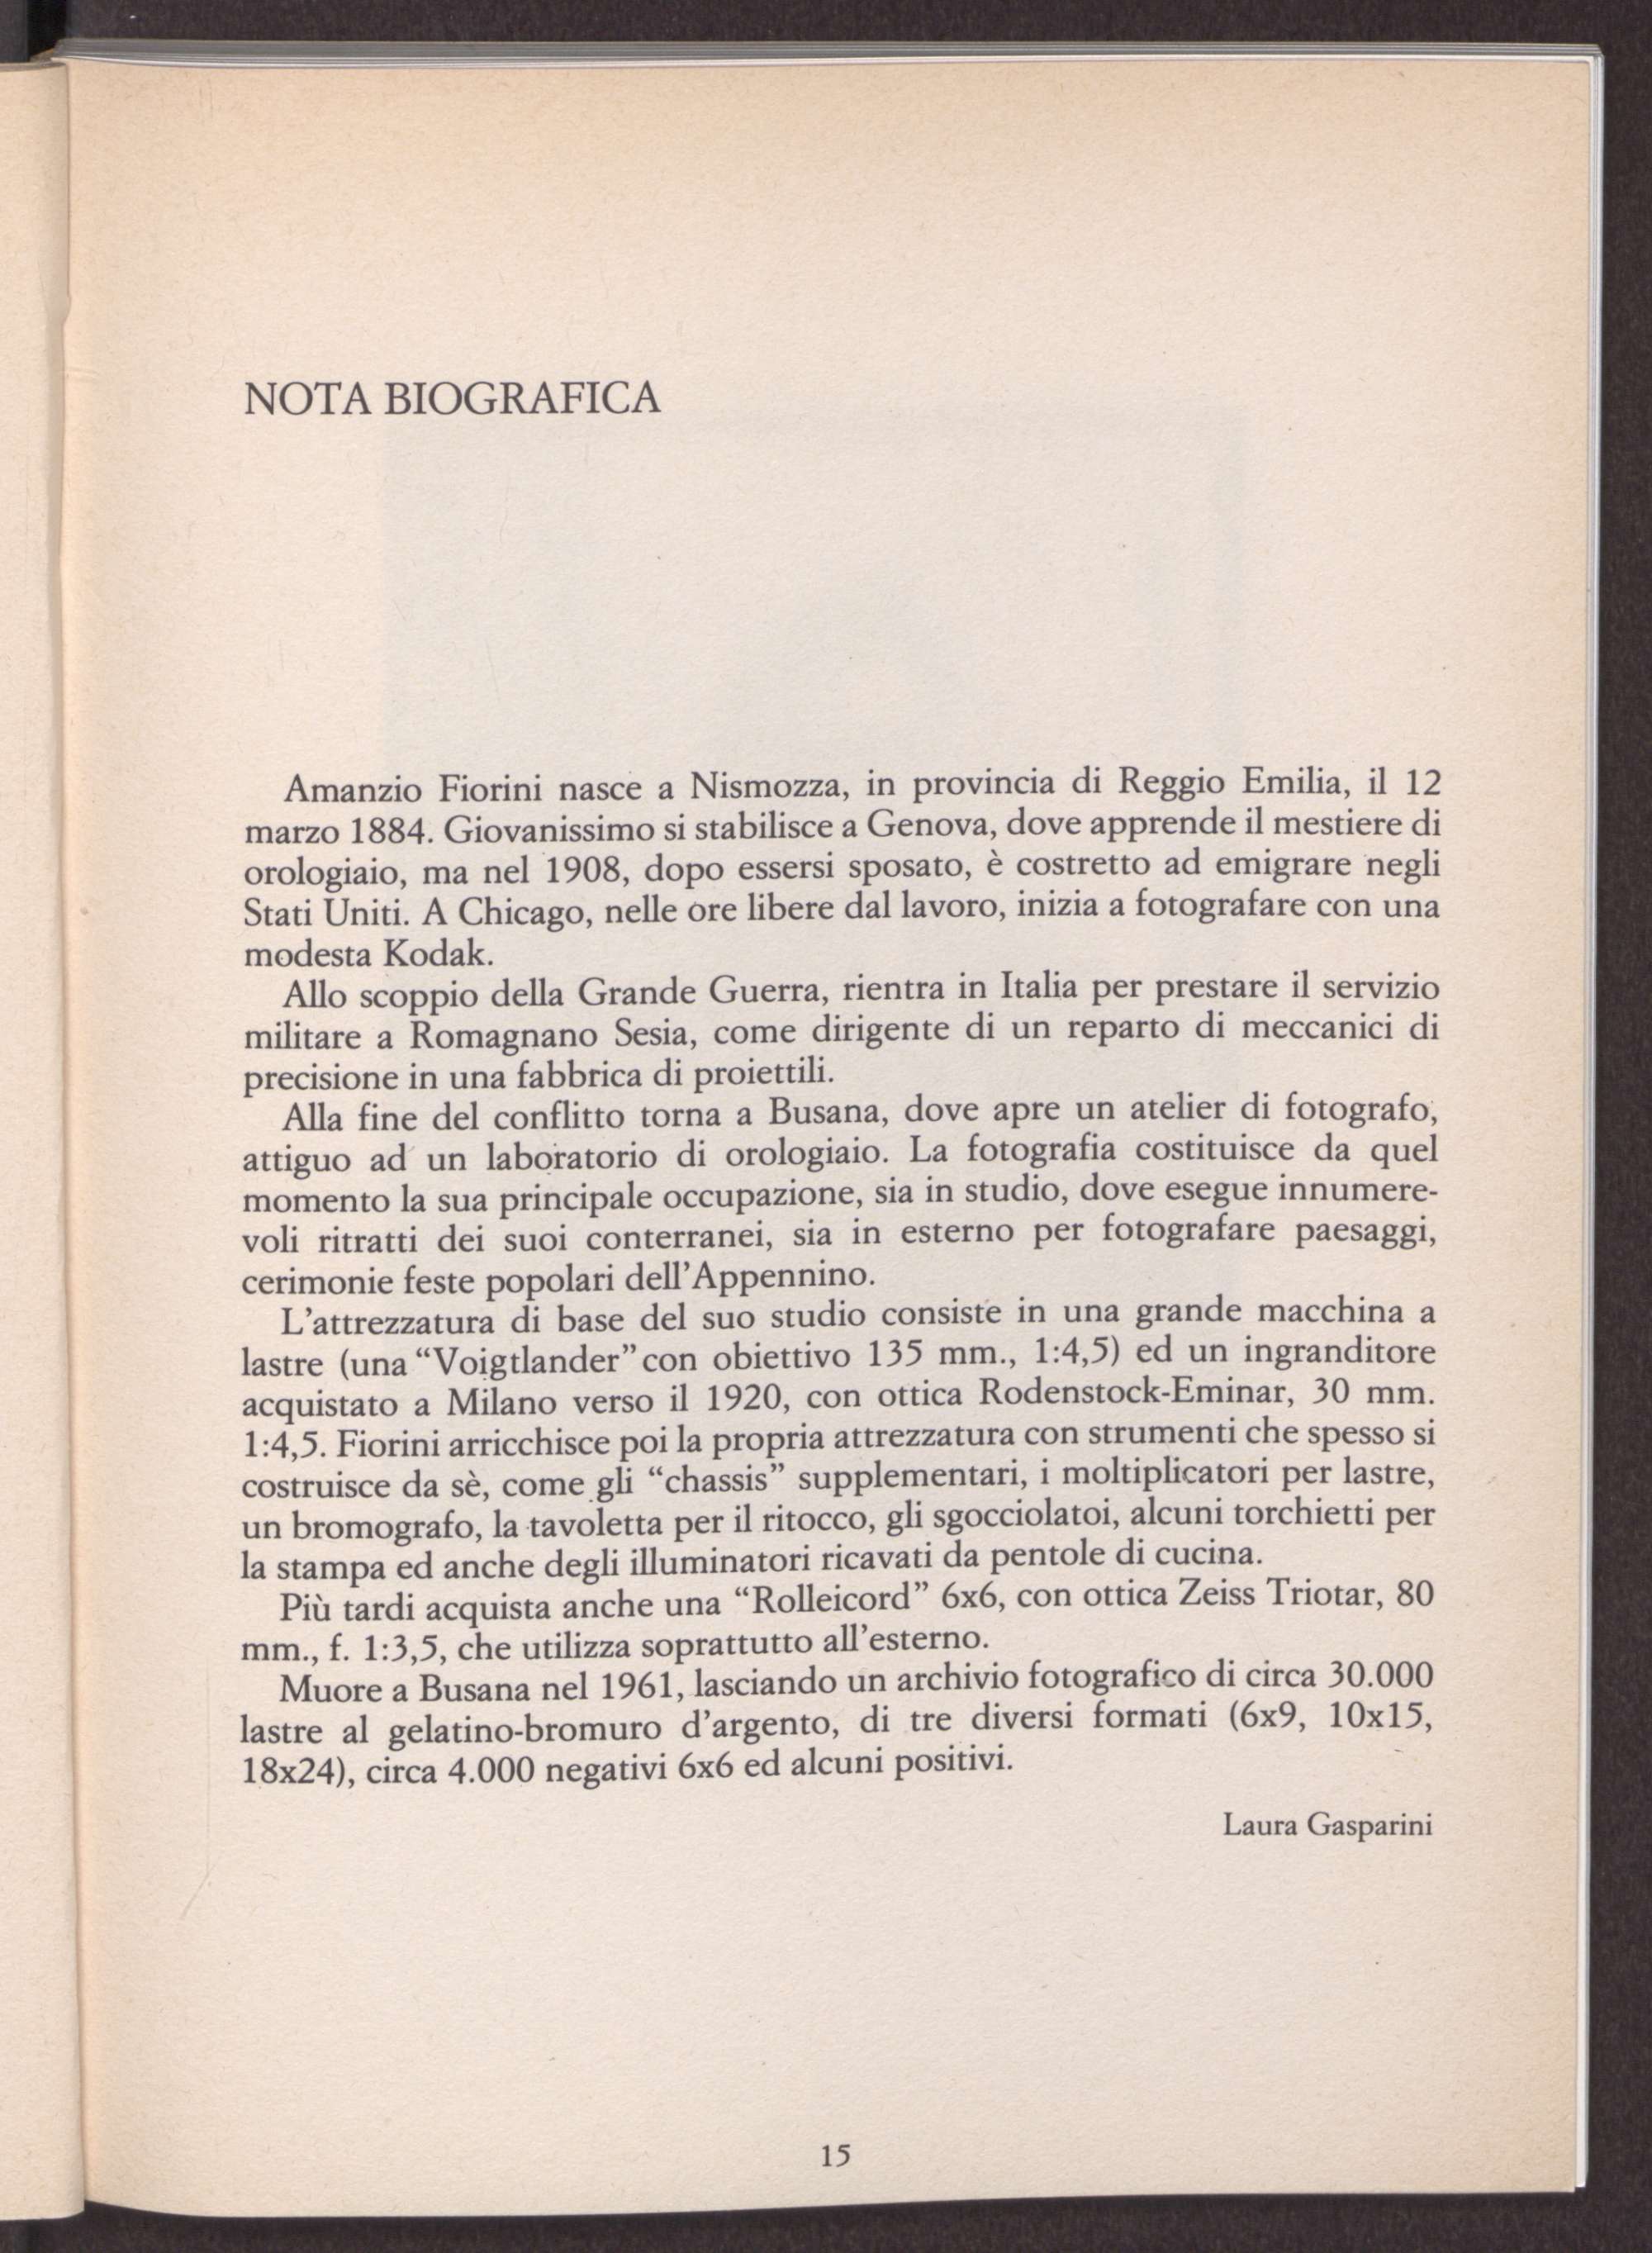 NOTA BIOGRAFICA
Amanzio Fiorini nasce a Nismozza, in provincia di Reggio Emilia, il 12
marzo 1884. Giovanissimo si stabilisce a Genova, dove apprende il mestiere di
orologiaio, ma nel 1908, dopo essersi sposato, è costretto ad emigrare negli
Stati Uniti. A Chicago, nelle ore libere dal lavoro, inizia a fotografare con una
modesta Kodak.
Allo scoppio della Grande Guerra, rientra in Italia per prestare il servizio
militare a Romagnano Sesia, come dirigente di un reparto di meccanici di
precisione in una fabbrica di proiettili.
Alla fine del conflitto torna a Busana, dove apre un atelier di fotografo,
attiguo ad un laboratorio di orologiaio. La fotografia costituisce da quel
momento la sua principale occupazione, sia in studio, dove esegue innumere-
voli ritratti dei suoi conterranei, sia in esterno per fotografare paesaggi,
cerimonie feste popolari dell'Appennino.
L'attrezzatura di base del suo studio consiste in una grande macchina a
lastre (una “Voigtlander” con obiettivo 135 mm., 1:4,5) ed un ingranditore
acquistato a Milano verso il 1920, con ottica Rodenstock-Eminar, 30 mm.
1:4,5. Fiorini arricchisce poi la propria attrezzatura con strumenti che spesso si
costruisce da sè, come gli “chassis” supplementari, i moltiplicatori per lastre,
un bromografo, la tavoletta per il ritocco, gli sgocciolatoi, alcuni torchietti per
la stampa ed anche degli illuminatori ricavati da pentole di cucina.
Più tardi acquista anche una “Rolleicord” 6x6, con ottica Zeiss Triotar, 80
mm., f. 1:3,5, che utilizza soprattutto all'esterno.
Muore a Busana nel 1961, lasciando un archivio fotografico di circa 30.000
lastre al gelatino-bromuro d'argento, di tre diversi formati (6x9, 10x15,
18x24), circa 4.000 negativi 6x6 ed alcuni positivi.
Laura Gasparini
15